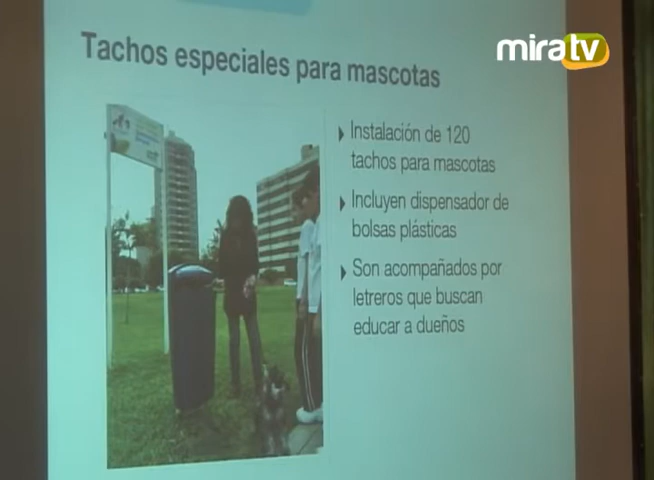 miratv
Tachos especiales para mascotas
Instalación de 120
tachos para mascotas
Incluyen dispensador de
bolsas plásticas
Son acompañados por
letreros que buscan
educar a dueños